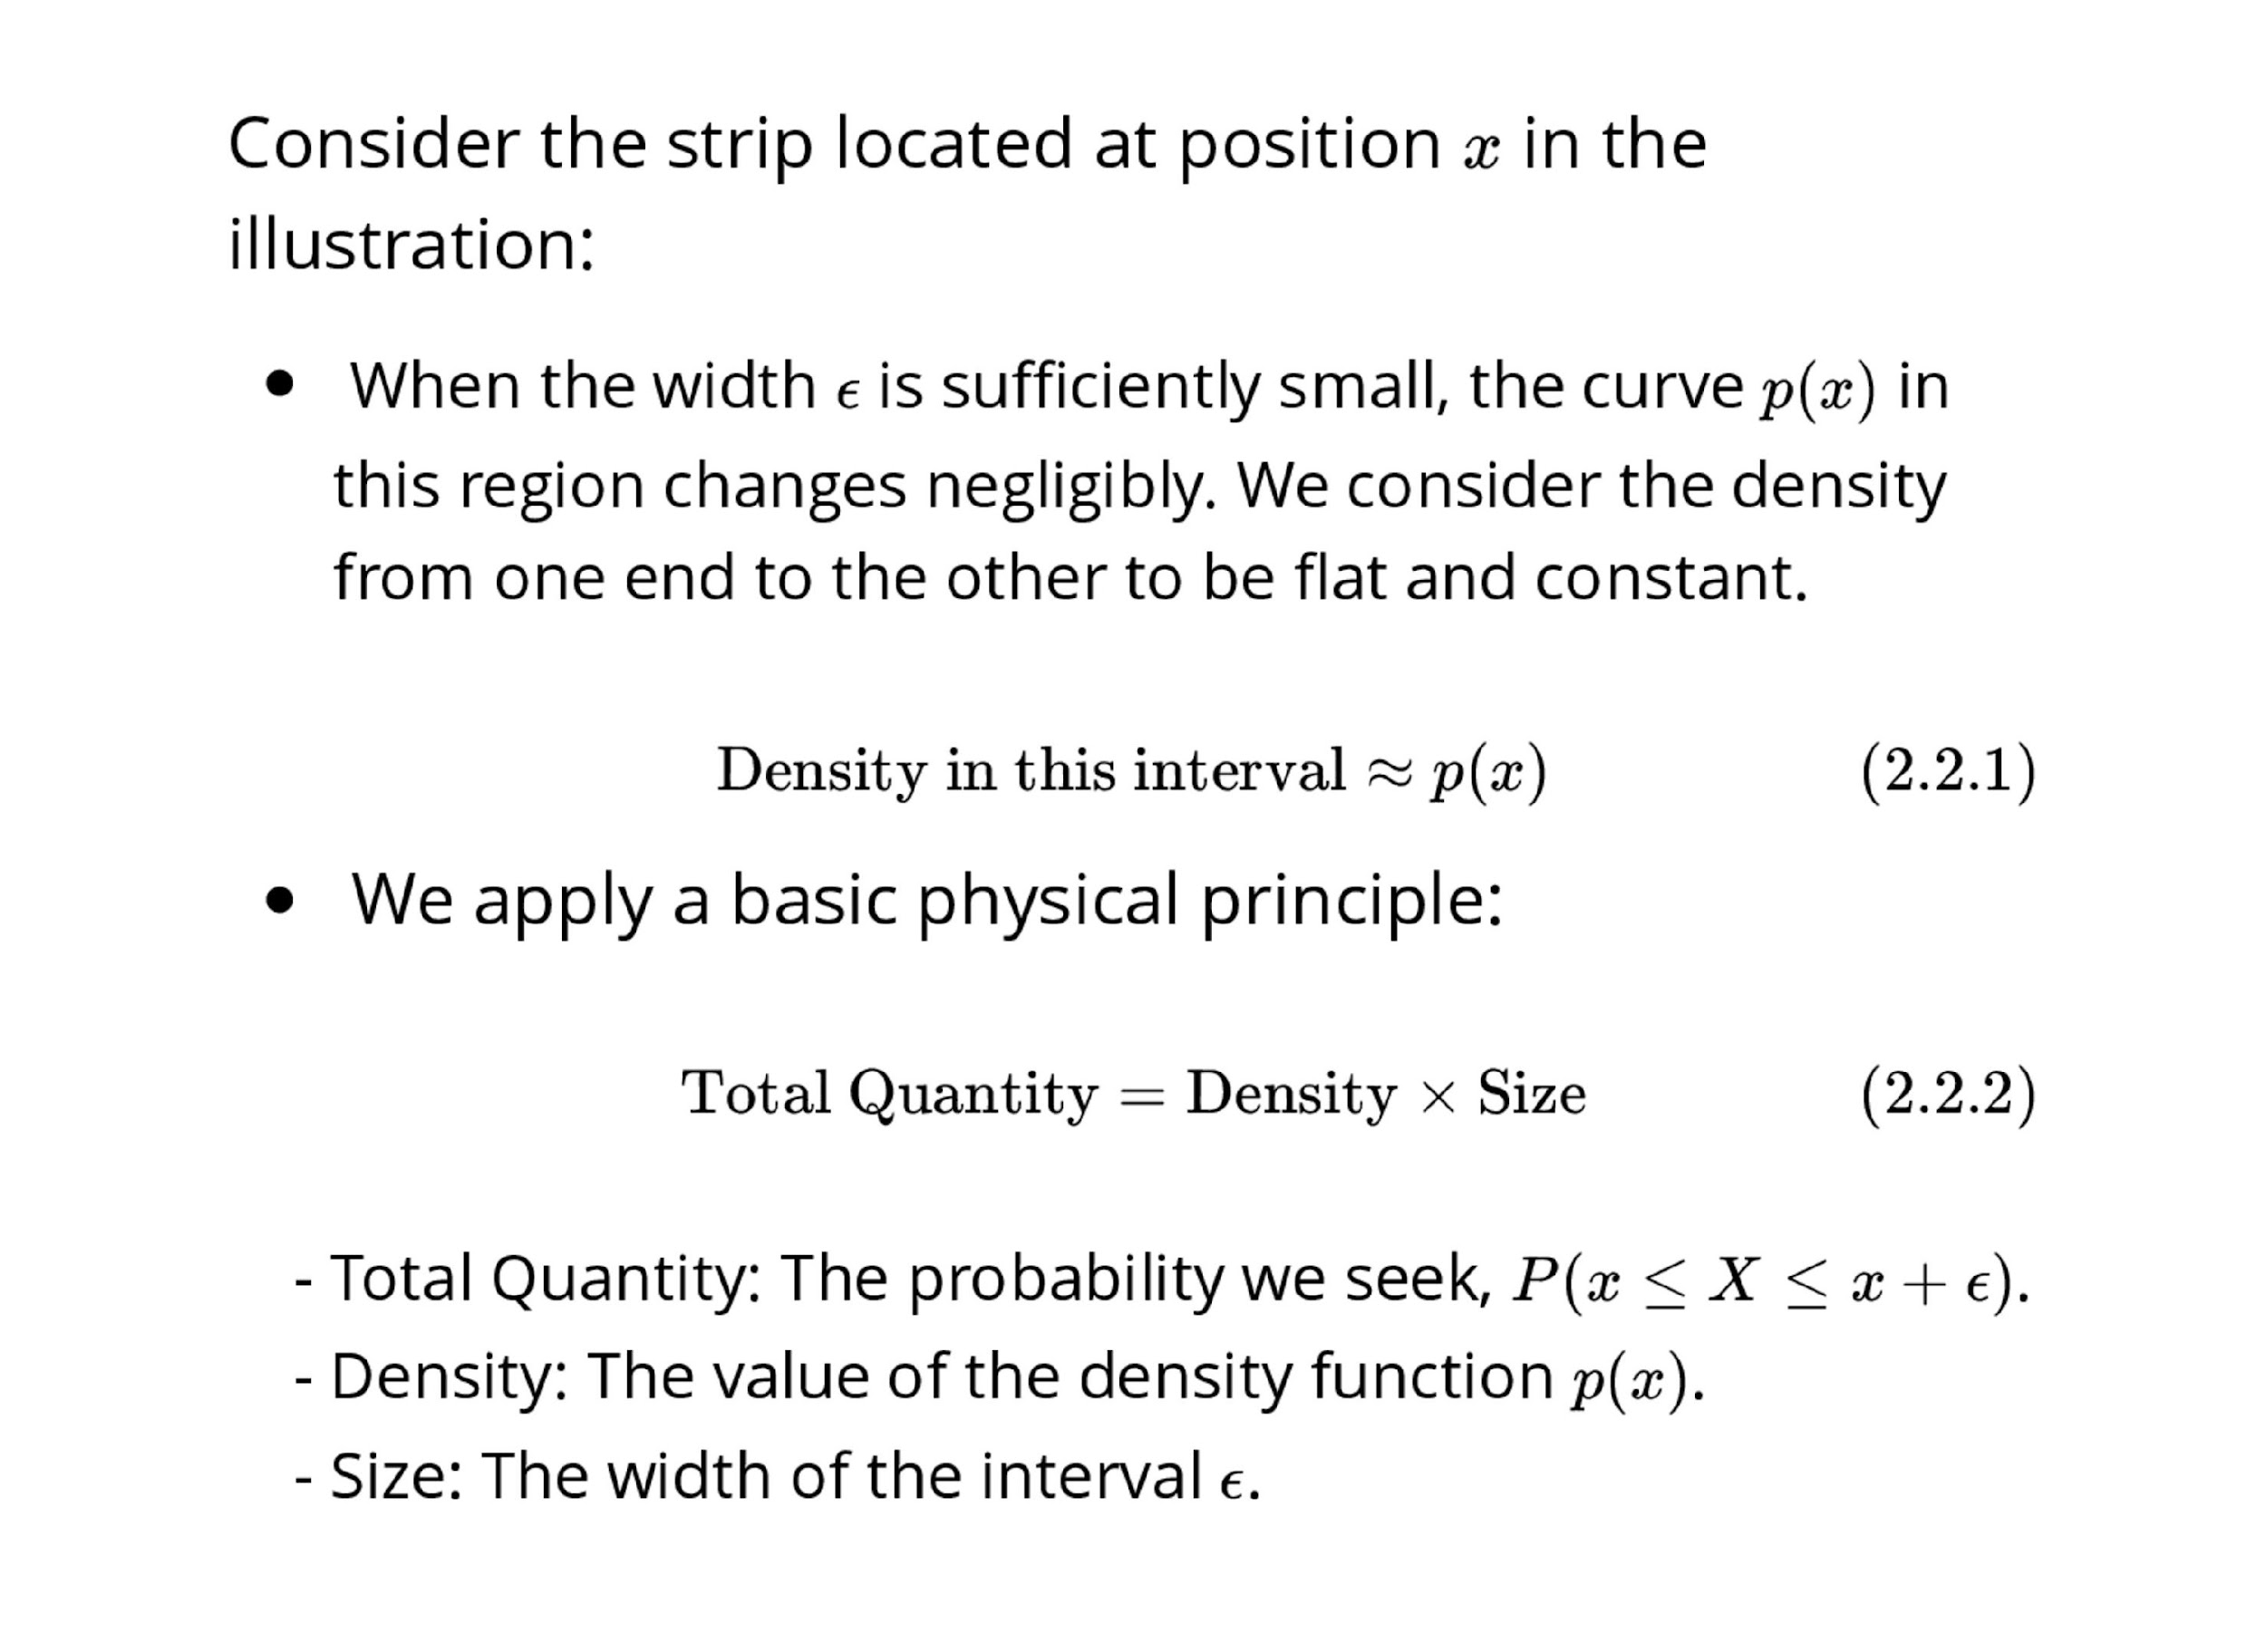 Consider the strip located at position x in the
illustration:
• When the width ϵ is sufficiently small, the curve p(x) in
this region changes negligibly. We consider the density
from one end to the other to be flat and constant.
Density in this interval ≈ p(x) (2.2.1)
• We apply a basic physical principle:
Total Quantity = Density × Size (2.2.2)
- Total Quantity: The probability we seek, P(x ≤ X ≤ x + ϵ).
- Density: The value of the density function p(x).
- Size: The width of the interval ϵ.